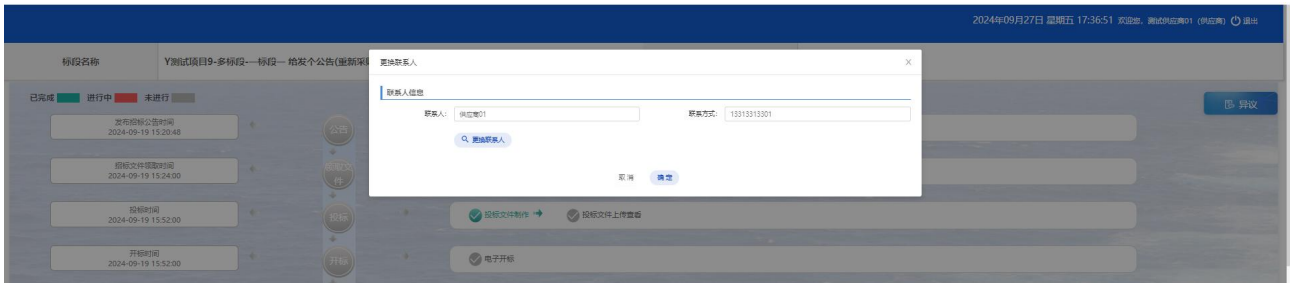 2024年09月27日 星期五 17:36:51 欢迎您，测试供应商01（供应商） 退出
标段名称 Y测试项目9-多标段-一标段— 给发个公告(重新采
更换联系人 ×
联系人信息
联系人: 供应商01 联系方式: 13313313301
更换联系人
取消 确定
已完成 进行中 未进行
异议
发布招标公告时间
2024-09-19 15:20:48
公告
招标文件领取时间
2024-09-19 15:24:00
件
投标时间
2024-09-19 15:52:00
投标
投标文件制作 投标文件上传查看
开标时间
2024-09-19 15:52:00
开标
电子开标